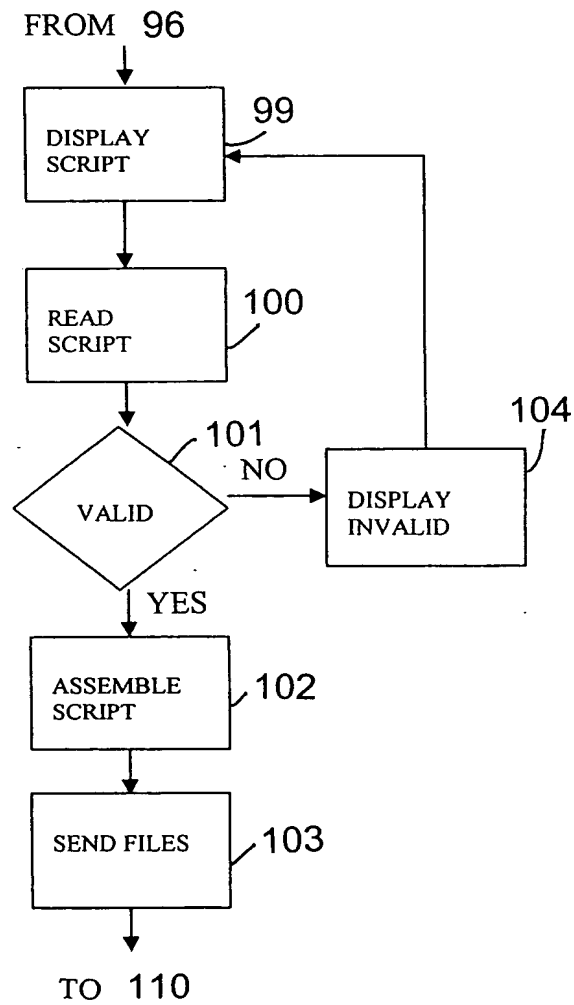 FROM 96
99
DISPLAY
SCRIPT
100
READ
SCRIPT
101
NO
104
VALID
DISPLAY
INVALID
YES
ASSEMBLE
SCRIPT
102
SEND FILES
103
TO 110